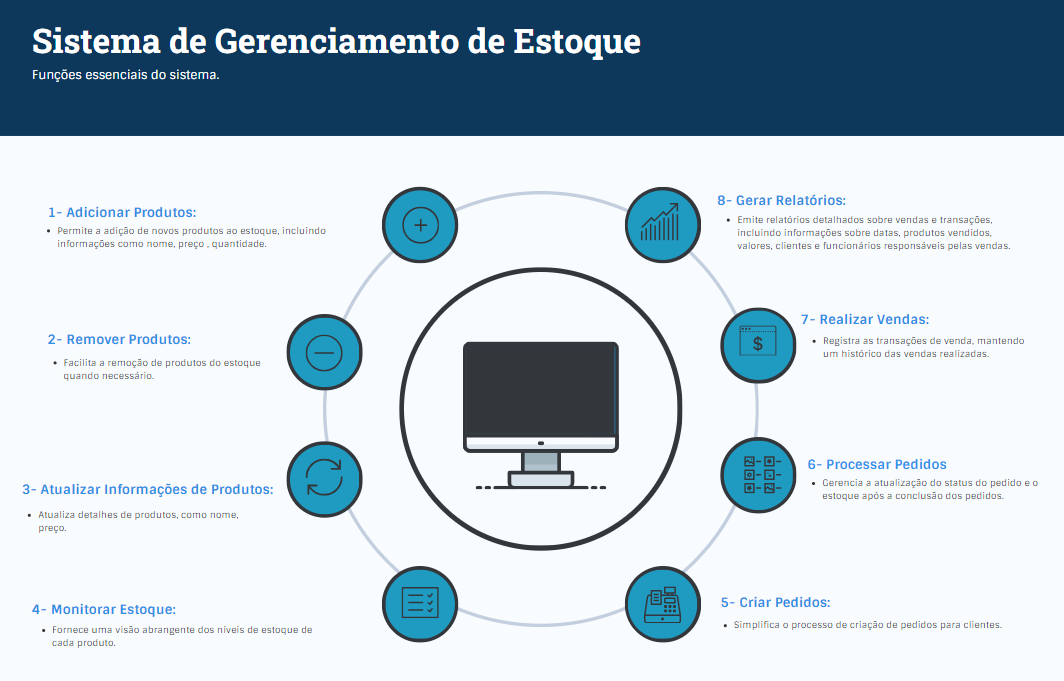 Sistema de Gerenciamento de Estoque
Funções essenciais do sistema.
1- Adicionar Produtos:
• Permite a adição de novos produtos ao estoque, incluindo
informações como nome, preço , quantidade.
2- Remover Produtos:
• Facilita a remoção de produtos do estoque
quando necessário.
3- Atualizar Informações de Produtos:
• Atualiza detalhes de produtos, como nome,
preço.
4- Monitorar Estoque:
• Fornece uma visão abrangente dos níveis de estoque de
cada produto.
5- Criar Pedidos:
• Simplifica o processo de criação de pedidos para clientes.
6- Processar Pedidos
• Gerencia a atualização do status do pedido e o
estoque após a conclusão dos pedidos.
7- Realizar Vendas:
• Registra as transações de venda, mantendo
um histórico das vendas realizadas.
$
8- Gerar Relatórios:
• Emite relatórios detalhados sobre vendas e transações,
incluindo informações sobre datas, produtos vendidos,
valores, clientes e funcionários responsáveis pelas vendas.